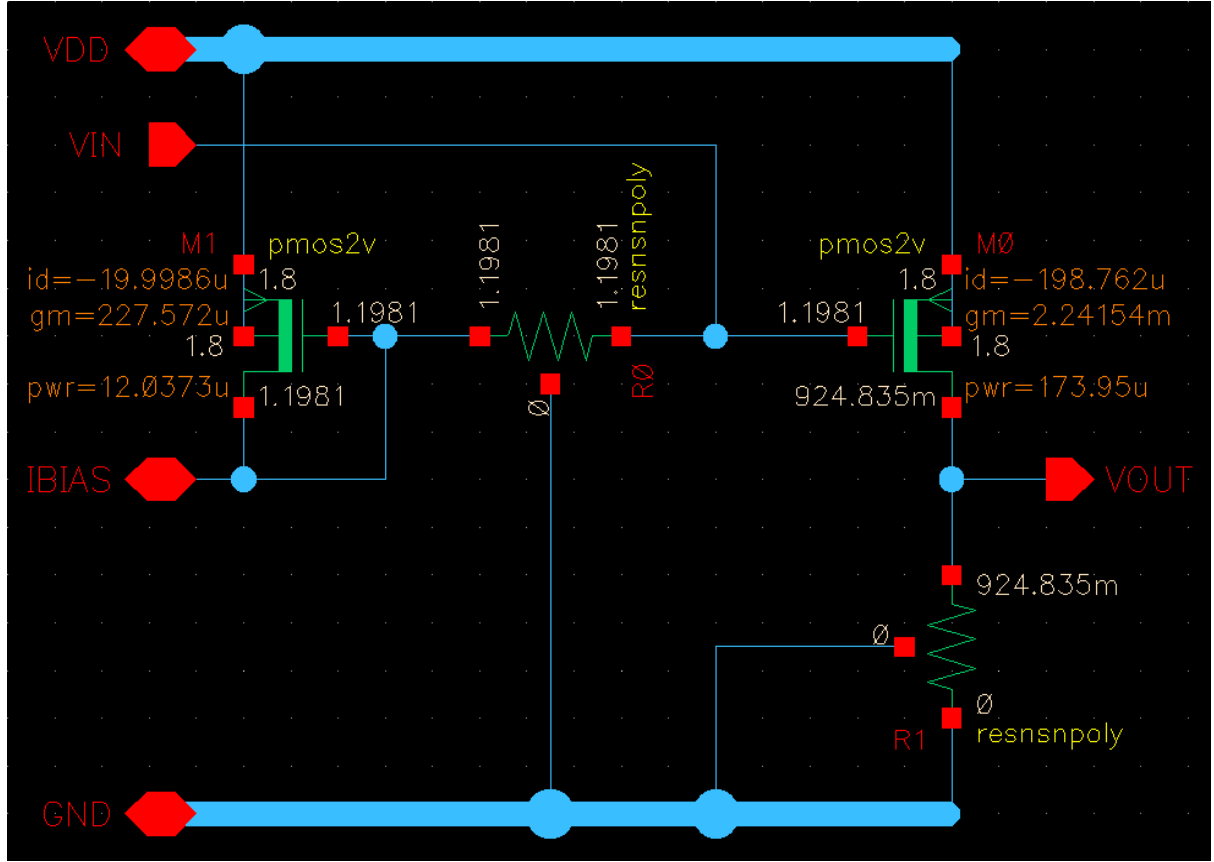 VDD
VIN
M1
pmos2v
id=−19.9986u
gm=227.572u
pwr=12.0373u
1.8
1.8
1.1981
1.1981
1.1981
1.1981
resnsnpoly
R0
0
pmos2v
M0
1.8
id=−198.762u
gm=2.24154m
1.1981
1.8
924.835m
pwr=173.95u
IBIAS
VOUT
924.835m
0
0
R1
resnsnpoly
GND